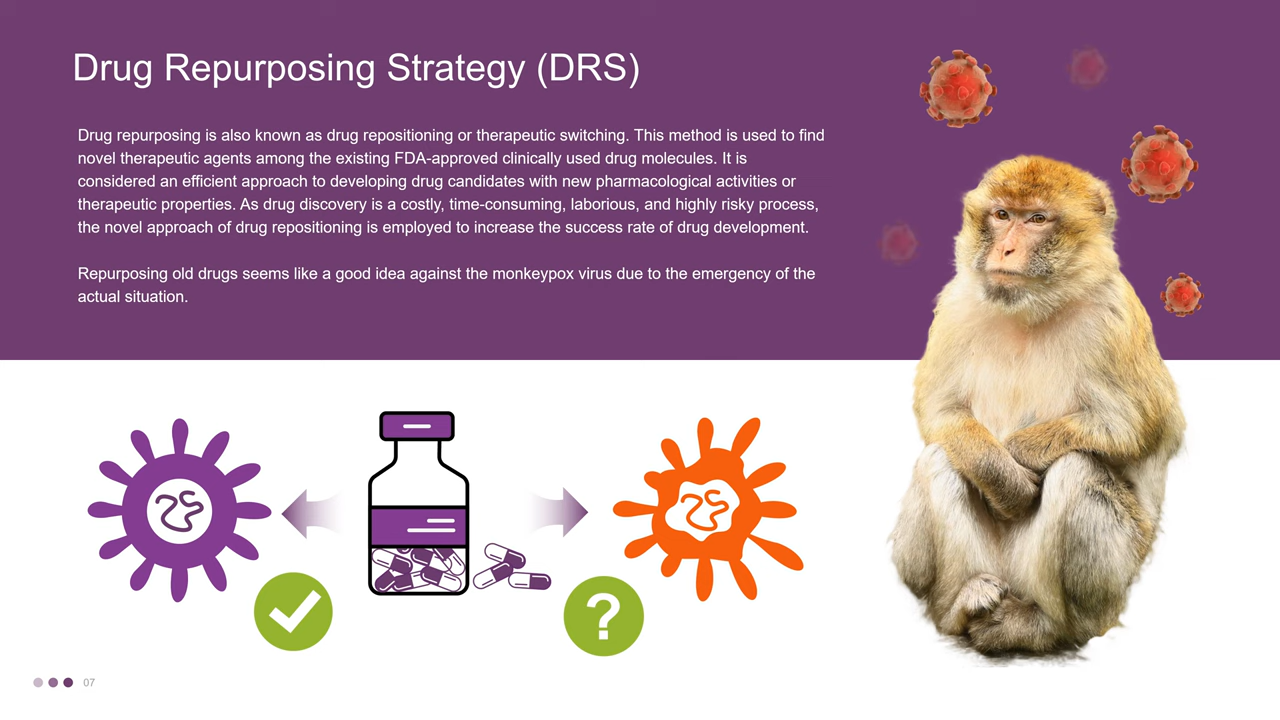 Drug Repurposing Strategy (DRS)
Drug repurposing is also known as drug repositioning or therapeutic switching. This method is used to find
novel therapeutic agents among the existing FDA-approved clinically used drug molecules. It is
considered an efficient approach to developing drug candidates with new pharmacological activities or
therapeutic properties. As drug discovery is a costly, time-consuming, laborious, and highly risky process,
the novel approach of drug repositioning is employed to increase the success rate of drug development.
Repurposing old drugs seems like a good idea against the monkeypox virus due to the emergency of the
actual situation.
?
07